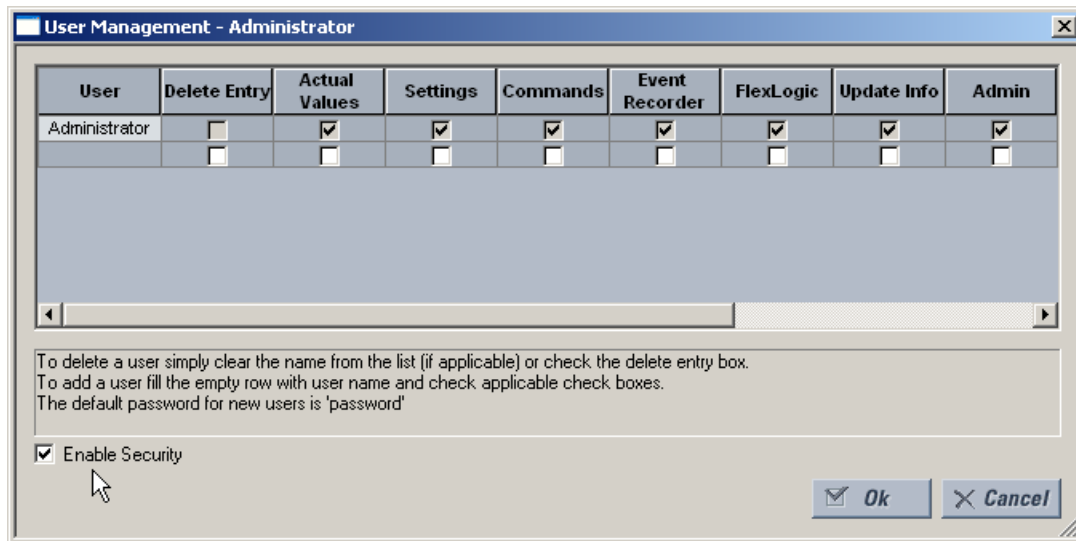 User Management - Administrator
User Delete Entry Actual Values Settings Commands Event Recorder FlexLogic Update Info Admin
Administrator
To delete a user simply clear the name from the list (if applicable) or check the delete entry box.
To add a user fill the empty row with user name and check applicable check boxes.
The default password for new users is 'password'
Enable Security
Ok Cancel